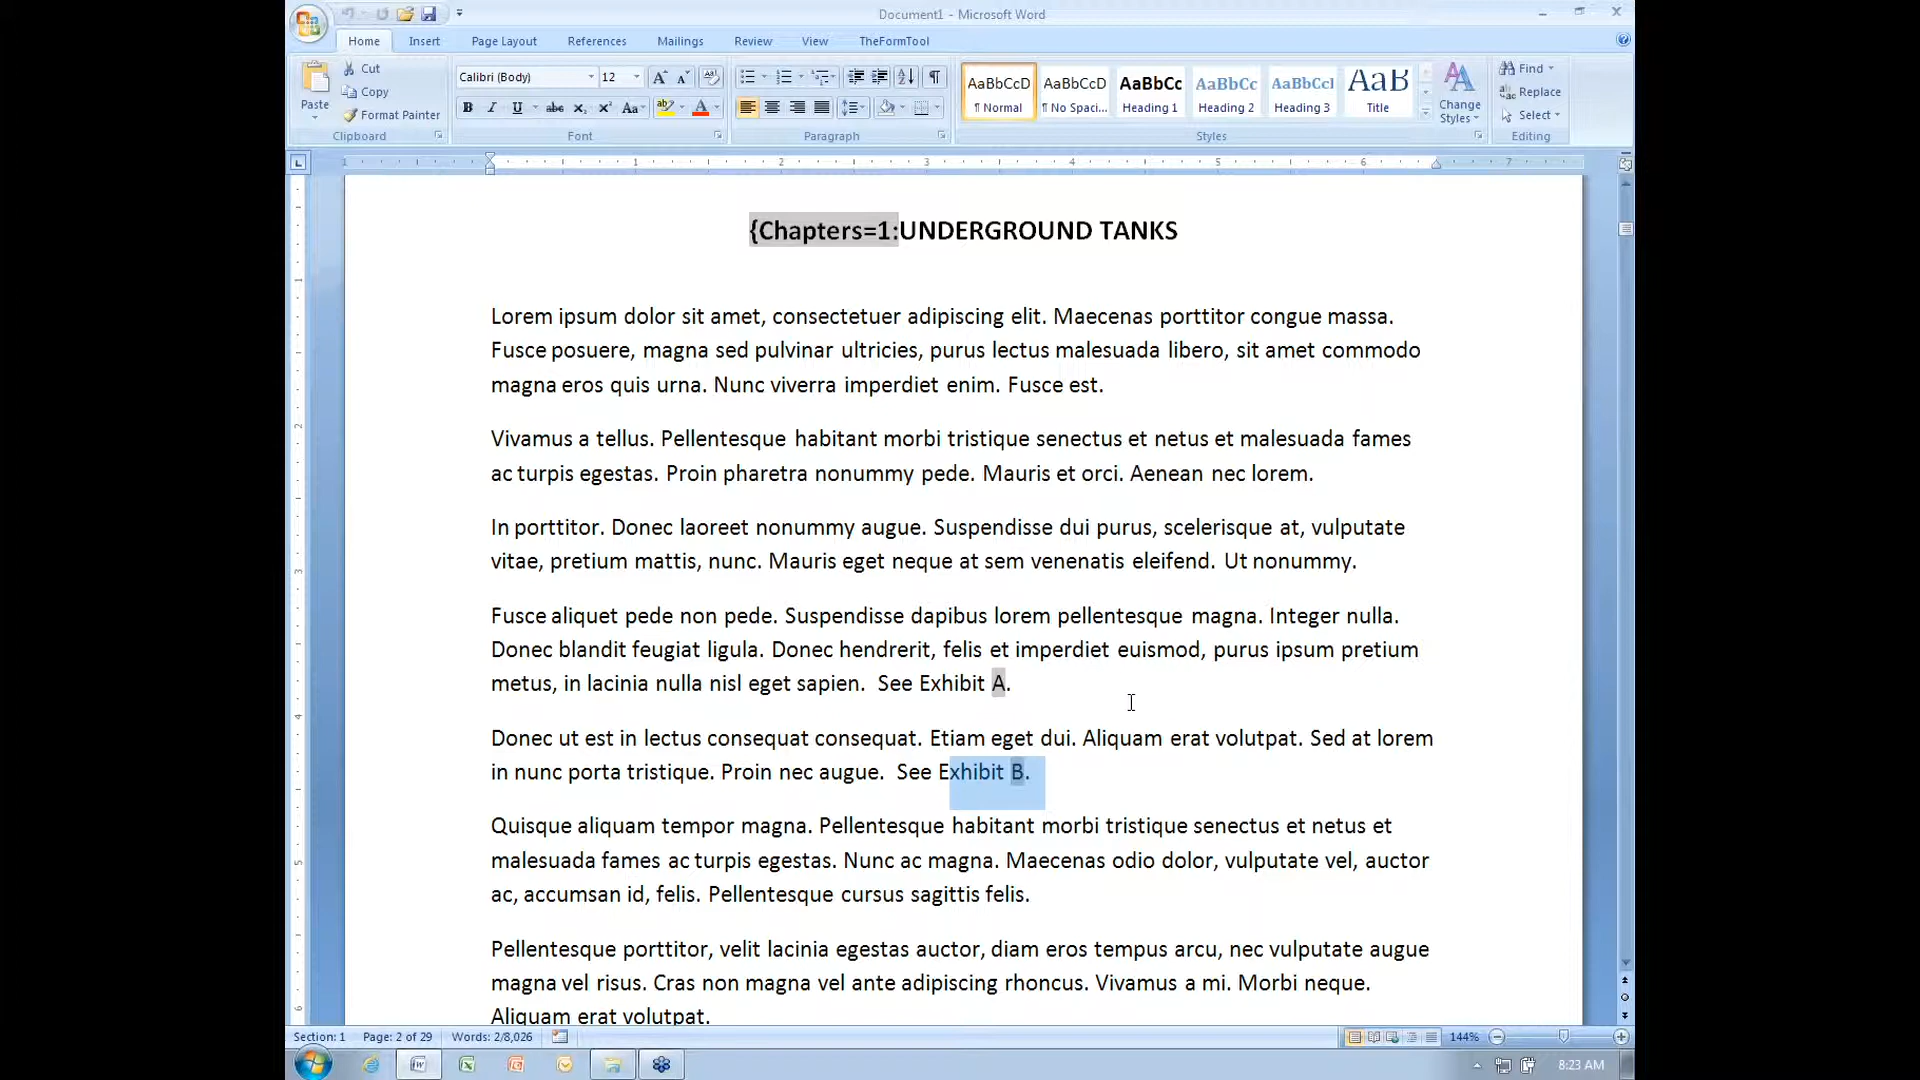 Document1 - Microsoft Word
Home Insert Page Layout References Mailings Review View TheFormTool
Paste
Cut
Copy
Format Painter
Clipboard
Calibri (Body) 12
Font
Paragraph
AaBbCcD AaBbCcD AaBbCc AaBbCc AaBbCcI AaB
¶ Normal ¶ No Spaci... Heading 1 Heading 2 Heading 3 Title
Change Styles
Styles
Find
Replace
Select
Editing
1 1 2 3 4 5 6 7
{Chapters=1:UNDERGROUND TANKS
Lorem ipsum dolor sit amet, consectetuer adipiscing elit. Maecenas porttitor congue massa.
Fusce posuere, magna sed pulvinar ultricies, purus lectus malesuada libero, sit amet commodo
magna eros quis urna. Nunc viverra imperdiet enim. Fusce est.
Vivamus a tellus. Pellentesque habitant morbi tristique senectus et netus et malesuada fames
ac turpis egestas. Proin pharetra nonummy pede. Mauris et orci. Aenean nec lorem.
In porttitor. Donec laoreet nonummy augue. Suspendisse dui purus, scelerisque at, vulputate
vitae, pretium mattis, nunc. Mauris eget neque at sem venenatis eleifend. Ut nonummy.
Fusce aliquet pede non pede. Suspendisse dapibus lorem pellentesque magna. Integer nulla.
Donec blandit feugiat ligula. Donec hendrerit, felis et imperdiet euismod, purus ipsum pretium
metus, in lacinia nulla nisl eget sapien.  See Exhibit A.
Donec ut est in lectus consequat consequat. Etiam eget dui. Aliquam erat volutpat. Sed at lorem
in nunc porta tristique. Proin nec augue.  See Exhibit B.
Quisque aliquam tempor magna. Pellentesque habitant morbi tristique senectus et netus et
malesuada fames ac turpis egestas. Nunc ac magna. Maecenas odio dolor, vulputate vel, auctor
ac, accumsan id, felis. Pellentesque cursus sagittis felis.
Pellentesque porttitor, velit lacinia egestas auctor, diam eros tempus arcu, nec vulputate augue
magna vel risus. Cras non magna vel ante adipiscing rhoncus. Vivamus a mi. Morbi neque.
Aliquam erat volutpat.
Section: 1 Page: 2 of 29 Words: 2/8,026 144%
8:23 AM